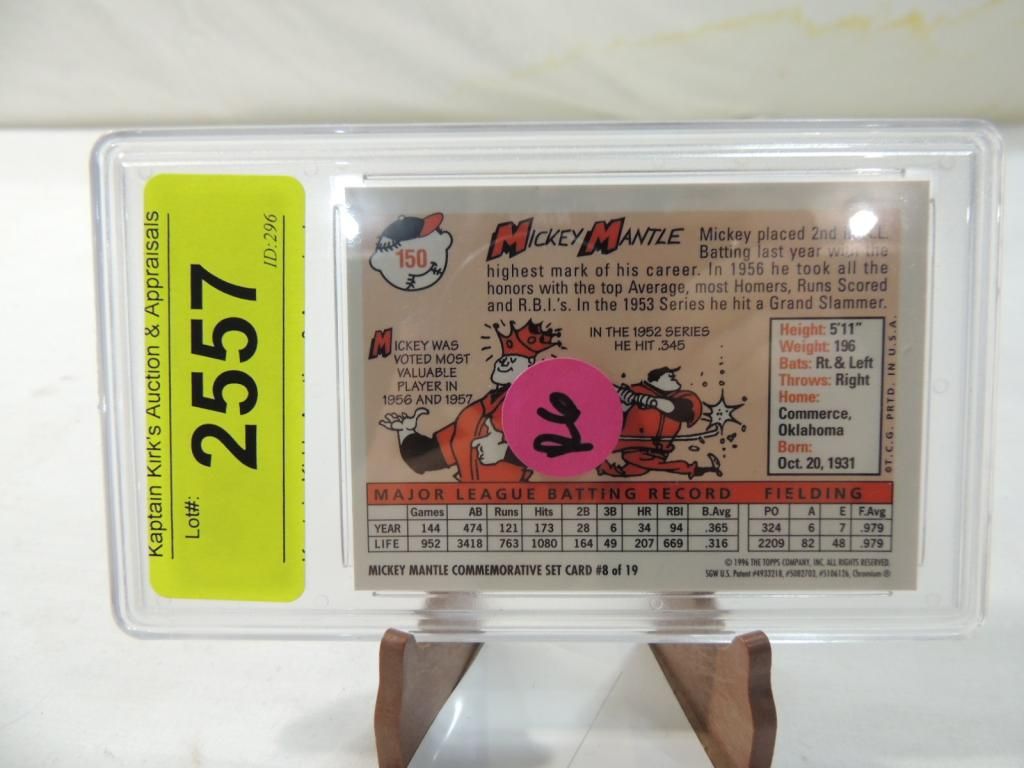 Kaptain Kirk's Auction & Appraisals
Lot#:
2557
ID:296
150
MICKEY MANTLE
Mickey placed 2nd
Batting last year the
highest mark of his career. In 1956 he took all the
honors with the top Average, most Homers, Runs Scored
and R.B.I.'s. In the 1953 Series he hit a Grand Slammer.
MICKEY WAS
VOTED MOST
VALUABLE
PLAYER IN
1956 AND 1957
IN THE 1952 SERIES
HE HIT .345
Height: 5'11"
Weight: 196
Bats: Rt. & Left
Throws: Right
Home:
Commerce,
Oklahoma
Born:
Oct. 20, 1931
©T.C.G. PRTD. IN U.S.A.
MAJOR LEAGUE BATTING RECORD FIELDING
Games AB Runs Hits 2B 3B HR RBI B.Avg PO A E F.Avg
YEAR 144 474 121 173 28 6 34 94 .365 324 6 7 .979
LIFE 952 3418 763 1080 164 49 207 669 .316 2209 82 48 .979
MICKEY MANTLE COMMEMORATIVE SET CARD #8 of 19
© 1996 THE TOPPS COMPANY, INC. ALL RIGHTS RESERVED.
SGW U.S. Patent #4933218, #5082703, #5106126, Chromium ®